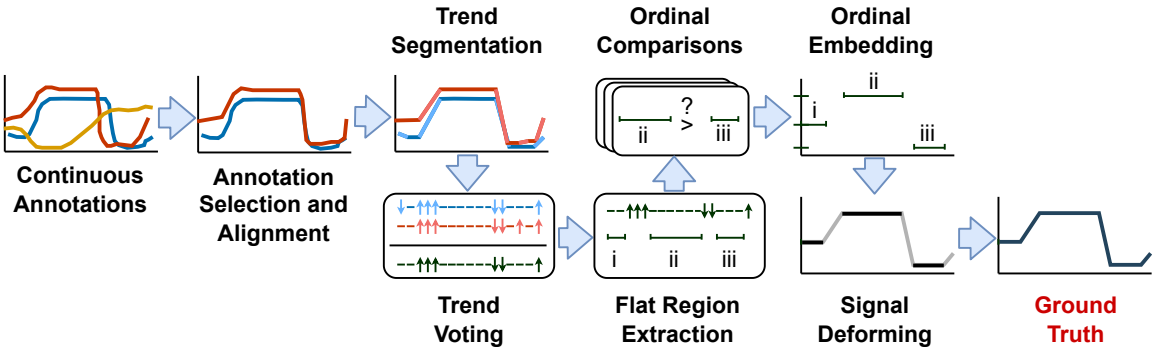 Continuous
Annotations
Annotation
Selection and
Alignment
Trend
Segmentation
Trend
Voting
i
ii
iii
Flat Region
Extraction
Ordinal
Comparisons
ii
?
>
iii
Ordinal
Embedding
i
ii
iii
Signal
Deforming
Ground
Truth